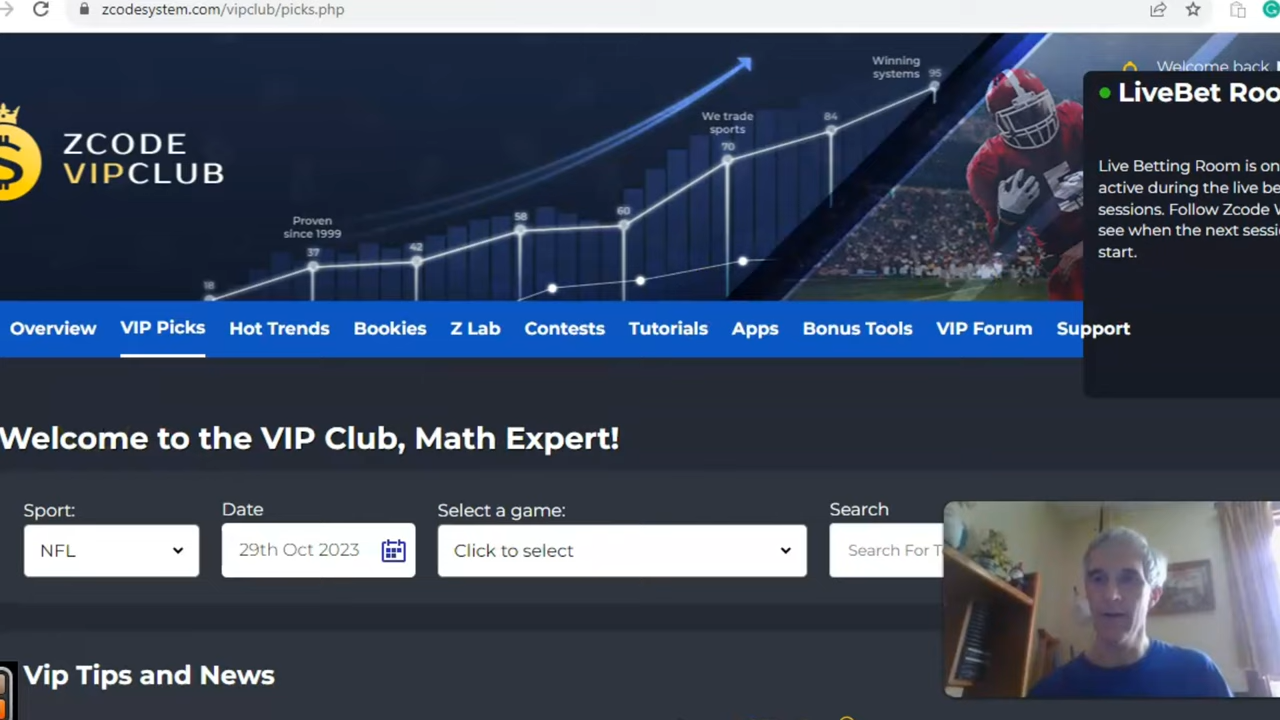 zcodesystem.com/vipclub/picks.php
Welcome back,
Winning
systems
95
We trade
sports
84
70
LiveBet Roo
ZCODE
VIPCLUB
Proven
since 1999
58
60
42
37
18
Live Betting Room is on
active during the live be
sessions. Follow Zcode
see when the next sessi
start.
Overview VIP Picks Hot Trends Bookies Z Lab Contests Tutorials Apps Bonus Tools VIP Forum Support
Welcome to the VIP Club, Math Expert!
Sport: Date Select a game: Search
NFL 29th Oct 2023 Click to select Search For T
Vip Tips and News